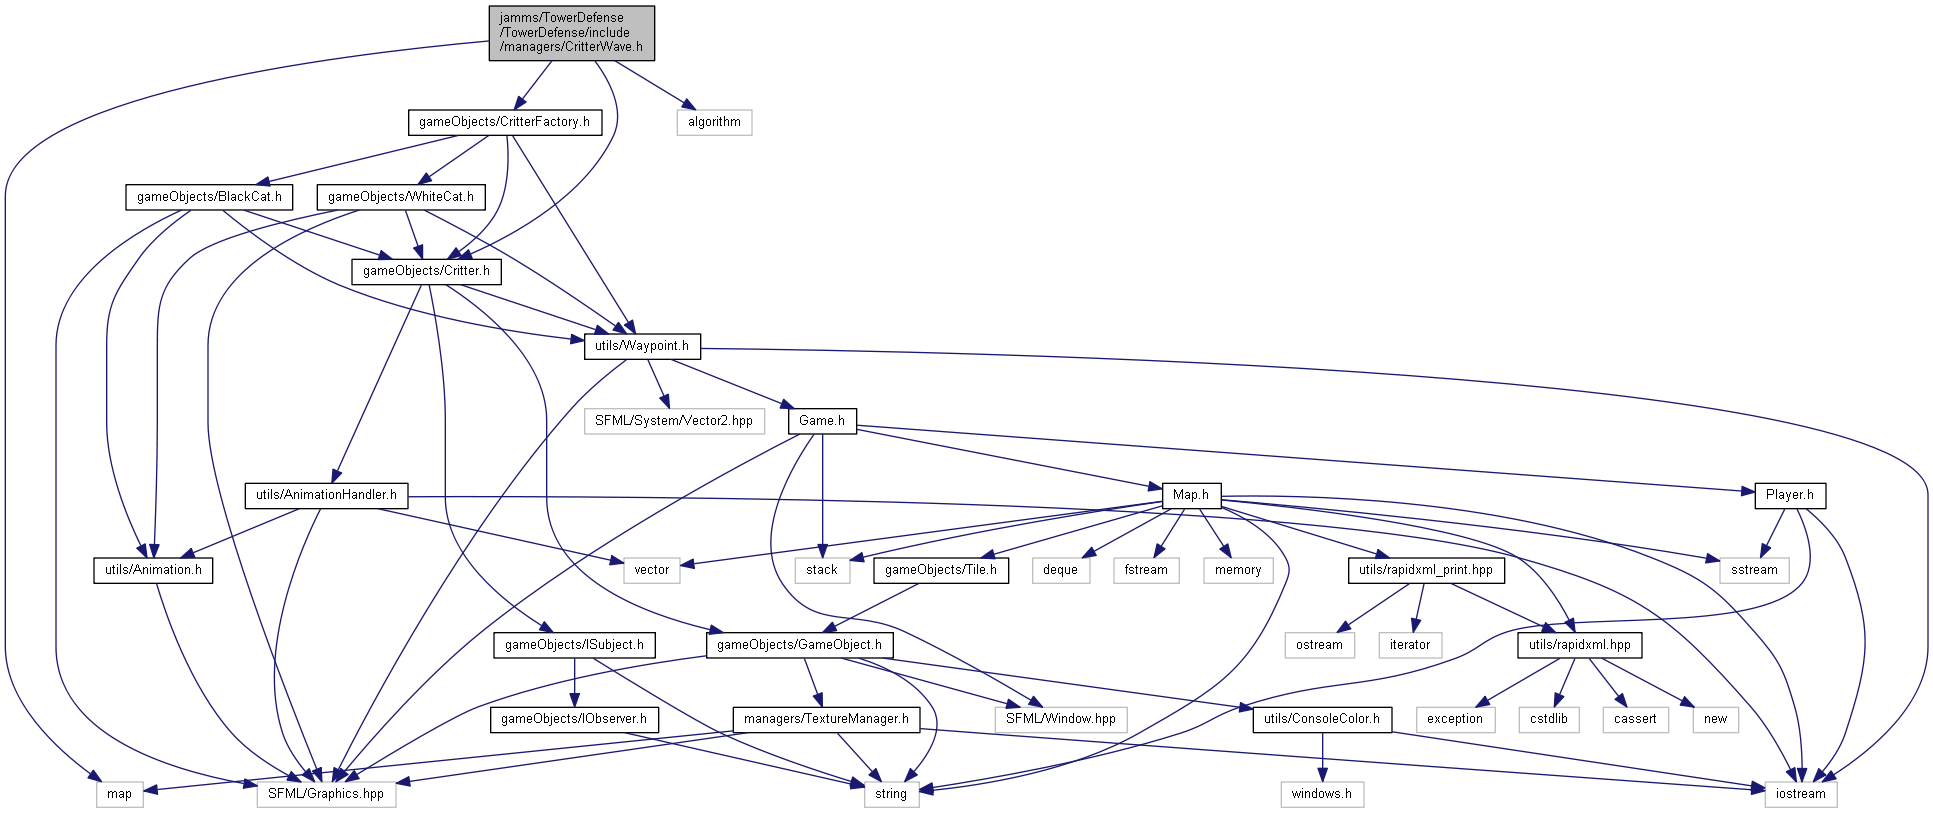 jamms/TowerDefense
/TowerDefense/include
/managers/CritterWave.h
gameObjects/CritterFactory.h
algorithm
gameObjects/BlackCat.h
gameObjects/WhiteCat.h
gameObjects/Critter.h
utils/Waypoint.h
SFML/System/Vector2.hpp
Game.h
utils/AnimationHandler.h
Map.h
Player.h
utils/Animation.h
vector
stack
gameObjects/Tile.h
deque
fstream
memory
utils/rapidxml_print.hpp
sstream
gameObjects/ISubject.h
gameObjects/GameObject.h
ostream
iterator
utils/rapidxml.hpp
gameObjects/IObserver.h
managers/TextureManager.h
SFML/Window.hpp
utils/ConsoleColor.h
exception
cstdlib
cassert
new
map
SFML/Graphics.hpp
string
windows.h
iostream